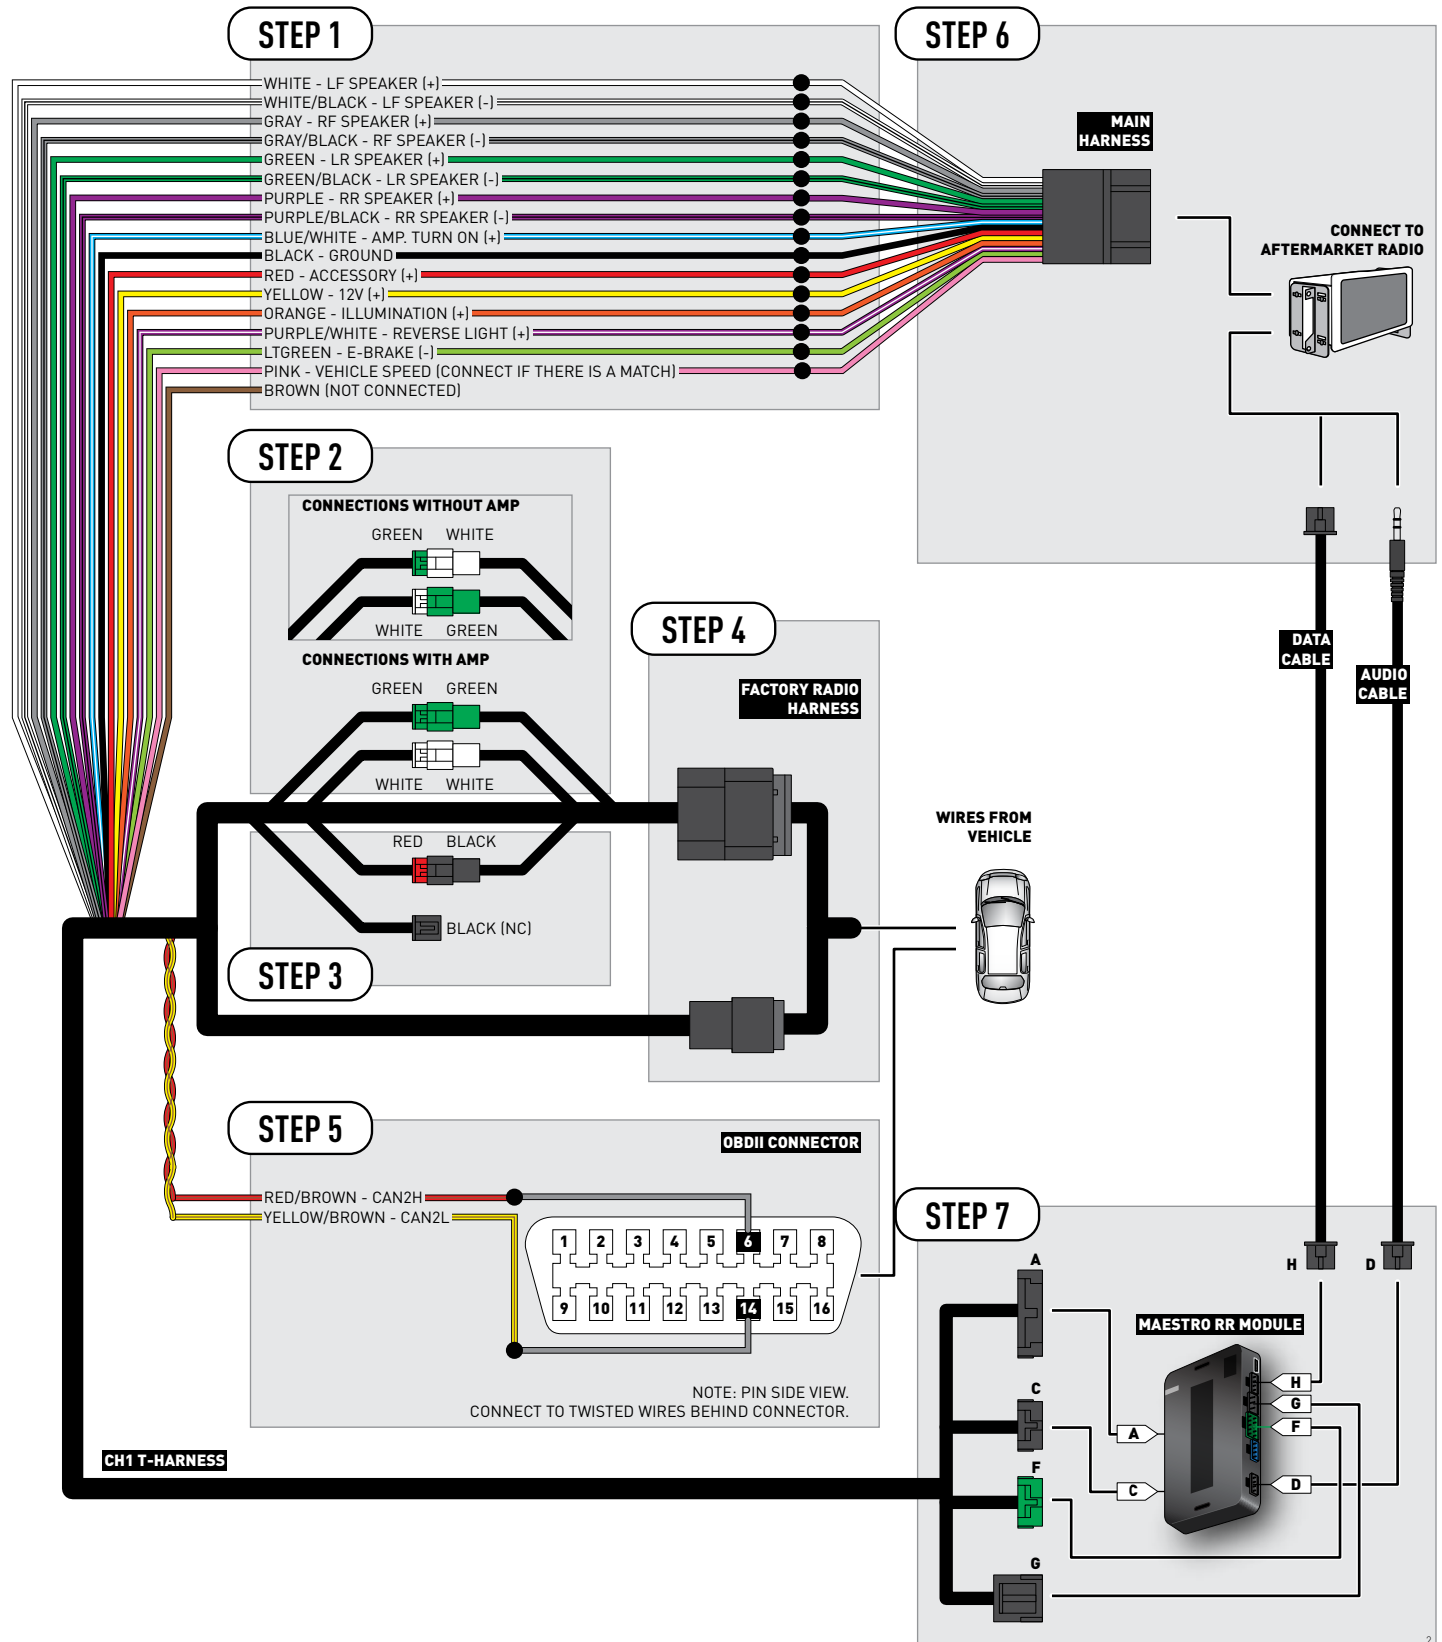 STEP 1
WHITE - LF SPEAKER (+)
WHITE/BLACK - LF SPEAKER (-)
GRAY - RF SPEAKER (+)
GRAY/BLACK - RF SPEAKER (-)
GREEN - LR SPEAKER (+)
GREEN/BLACK - LR SPEAKER (-)
PURPLE - RR SPEAKER (+)
PURPLE/BLACK - RR SPEAKER (-)
BLUE/WHITE - AMP. TURN ON (+)
BLACK - GROUND
RED - ACCESSORY (+)
YELLOW - 12V (+)
ORANGE - ILLUMINATION (+)
PURPLE/WHITE - REVERSE LIGHT (+)
LTGREEN - E-BRAKE (-)
PINK - VEHICLE SPEED (CONNECT IF THERE IS A MATCH)
BROWN (NOT CONNECTED)
STEP 6
MAIN
HARNESS
CONNECT TO
AFTERMARKET RADIO
DATA
CABLE
AUDIO
CABLE
STEP 2
CONNECTIONS WITHOUT AMP
GREEN WHITE
WHITE GREEN
CONNECTIONS WITH AMP
GREEN GREEN
WHITE WHITE
RED BLACK
BLACK (NC)
STEP 3
STEP 4
FACTORY RADIO
HARNESS
WIRES FROM
VEHICLE
STEP 5
OBDII CONNECTOR
RED/BROWN - CAN2H
YELLOW/BROWN - CAN2L
1 2 3 4 5 6 7 8
9 10 11 12 13 14 15 16
NOTE: PIN SIDE VIEW.
CONNECT TO TWISTED WIRES BEHIND CONNECTOR.
CH1 T-HARNESS
STEP 7
H D
A
MAESTRO RR MODULE
H
G
F
A
D
C
C
F
G
2